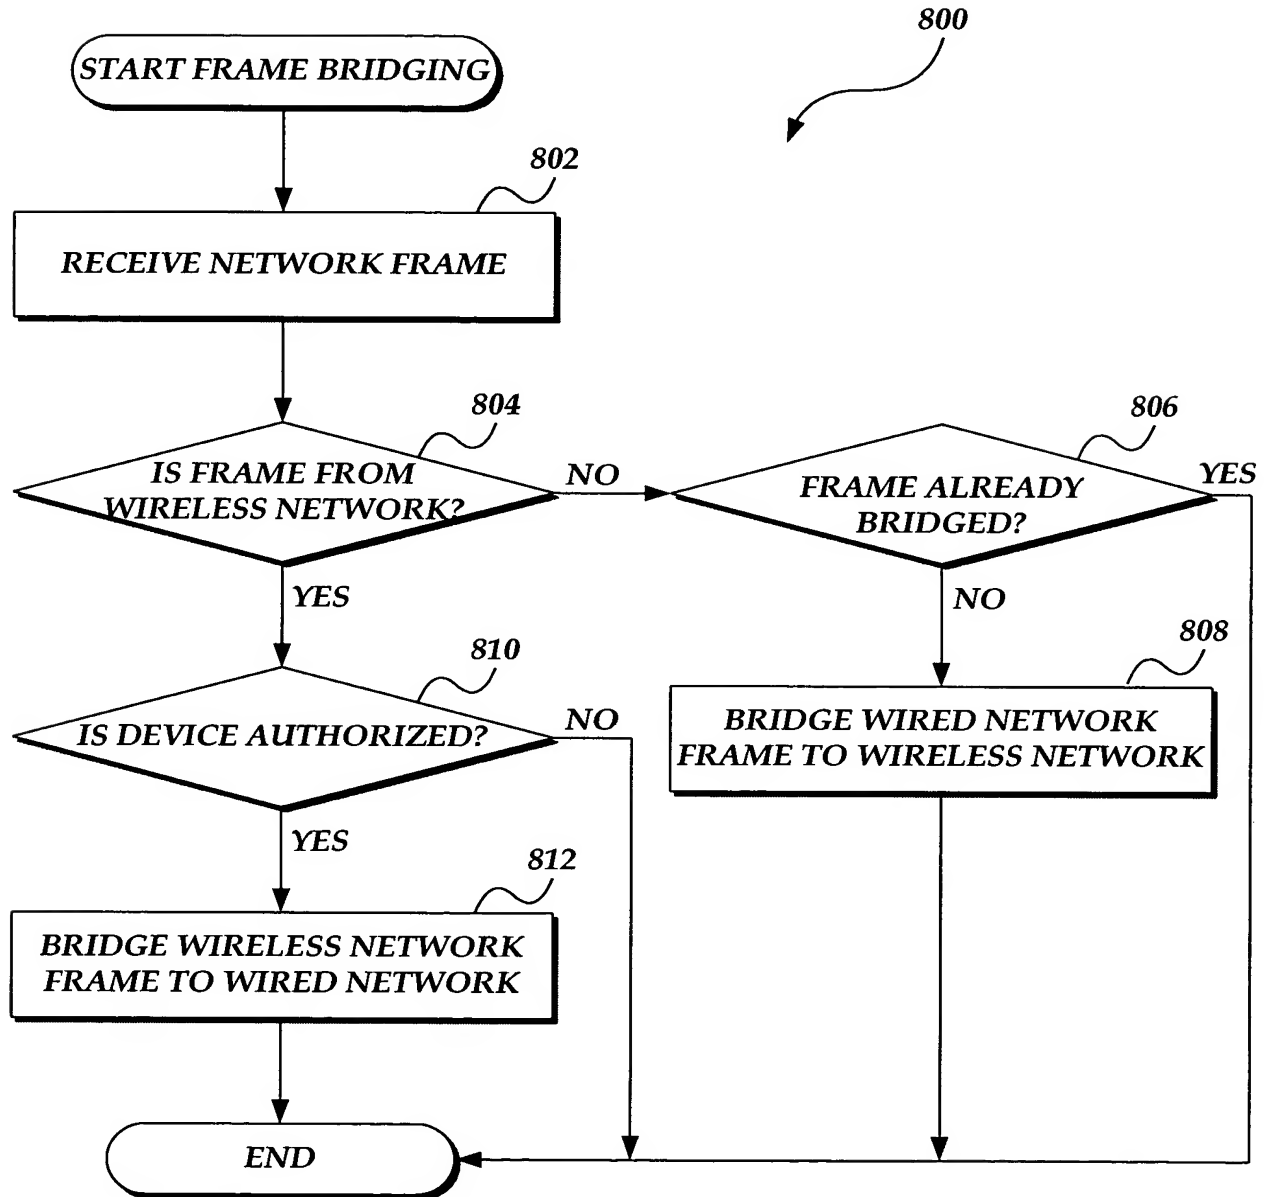 800
START FRAME BRIDGING
802
RECEIVE NETWORK FRAME
804
IS FRAME FROM
WIRELESS NETWORK?
NO
806
FRAME ALREADY
BRIDGED?
YES
YES
NO
808
BRIDGE WIRED NETWORK
FRAME TO WIRELESS NETWORK
810
IS DEVICE AUTHORIZED?
NO
YES
812
BRIDGE WIRELESS NETWORK
FRAME TO WIRED NETWORK
END